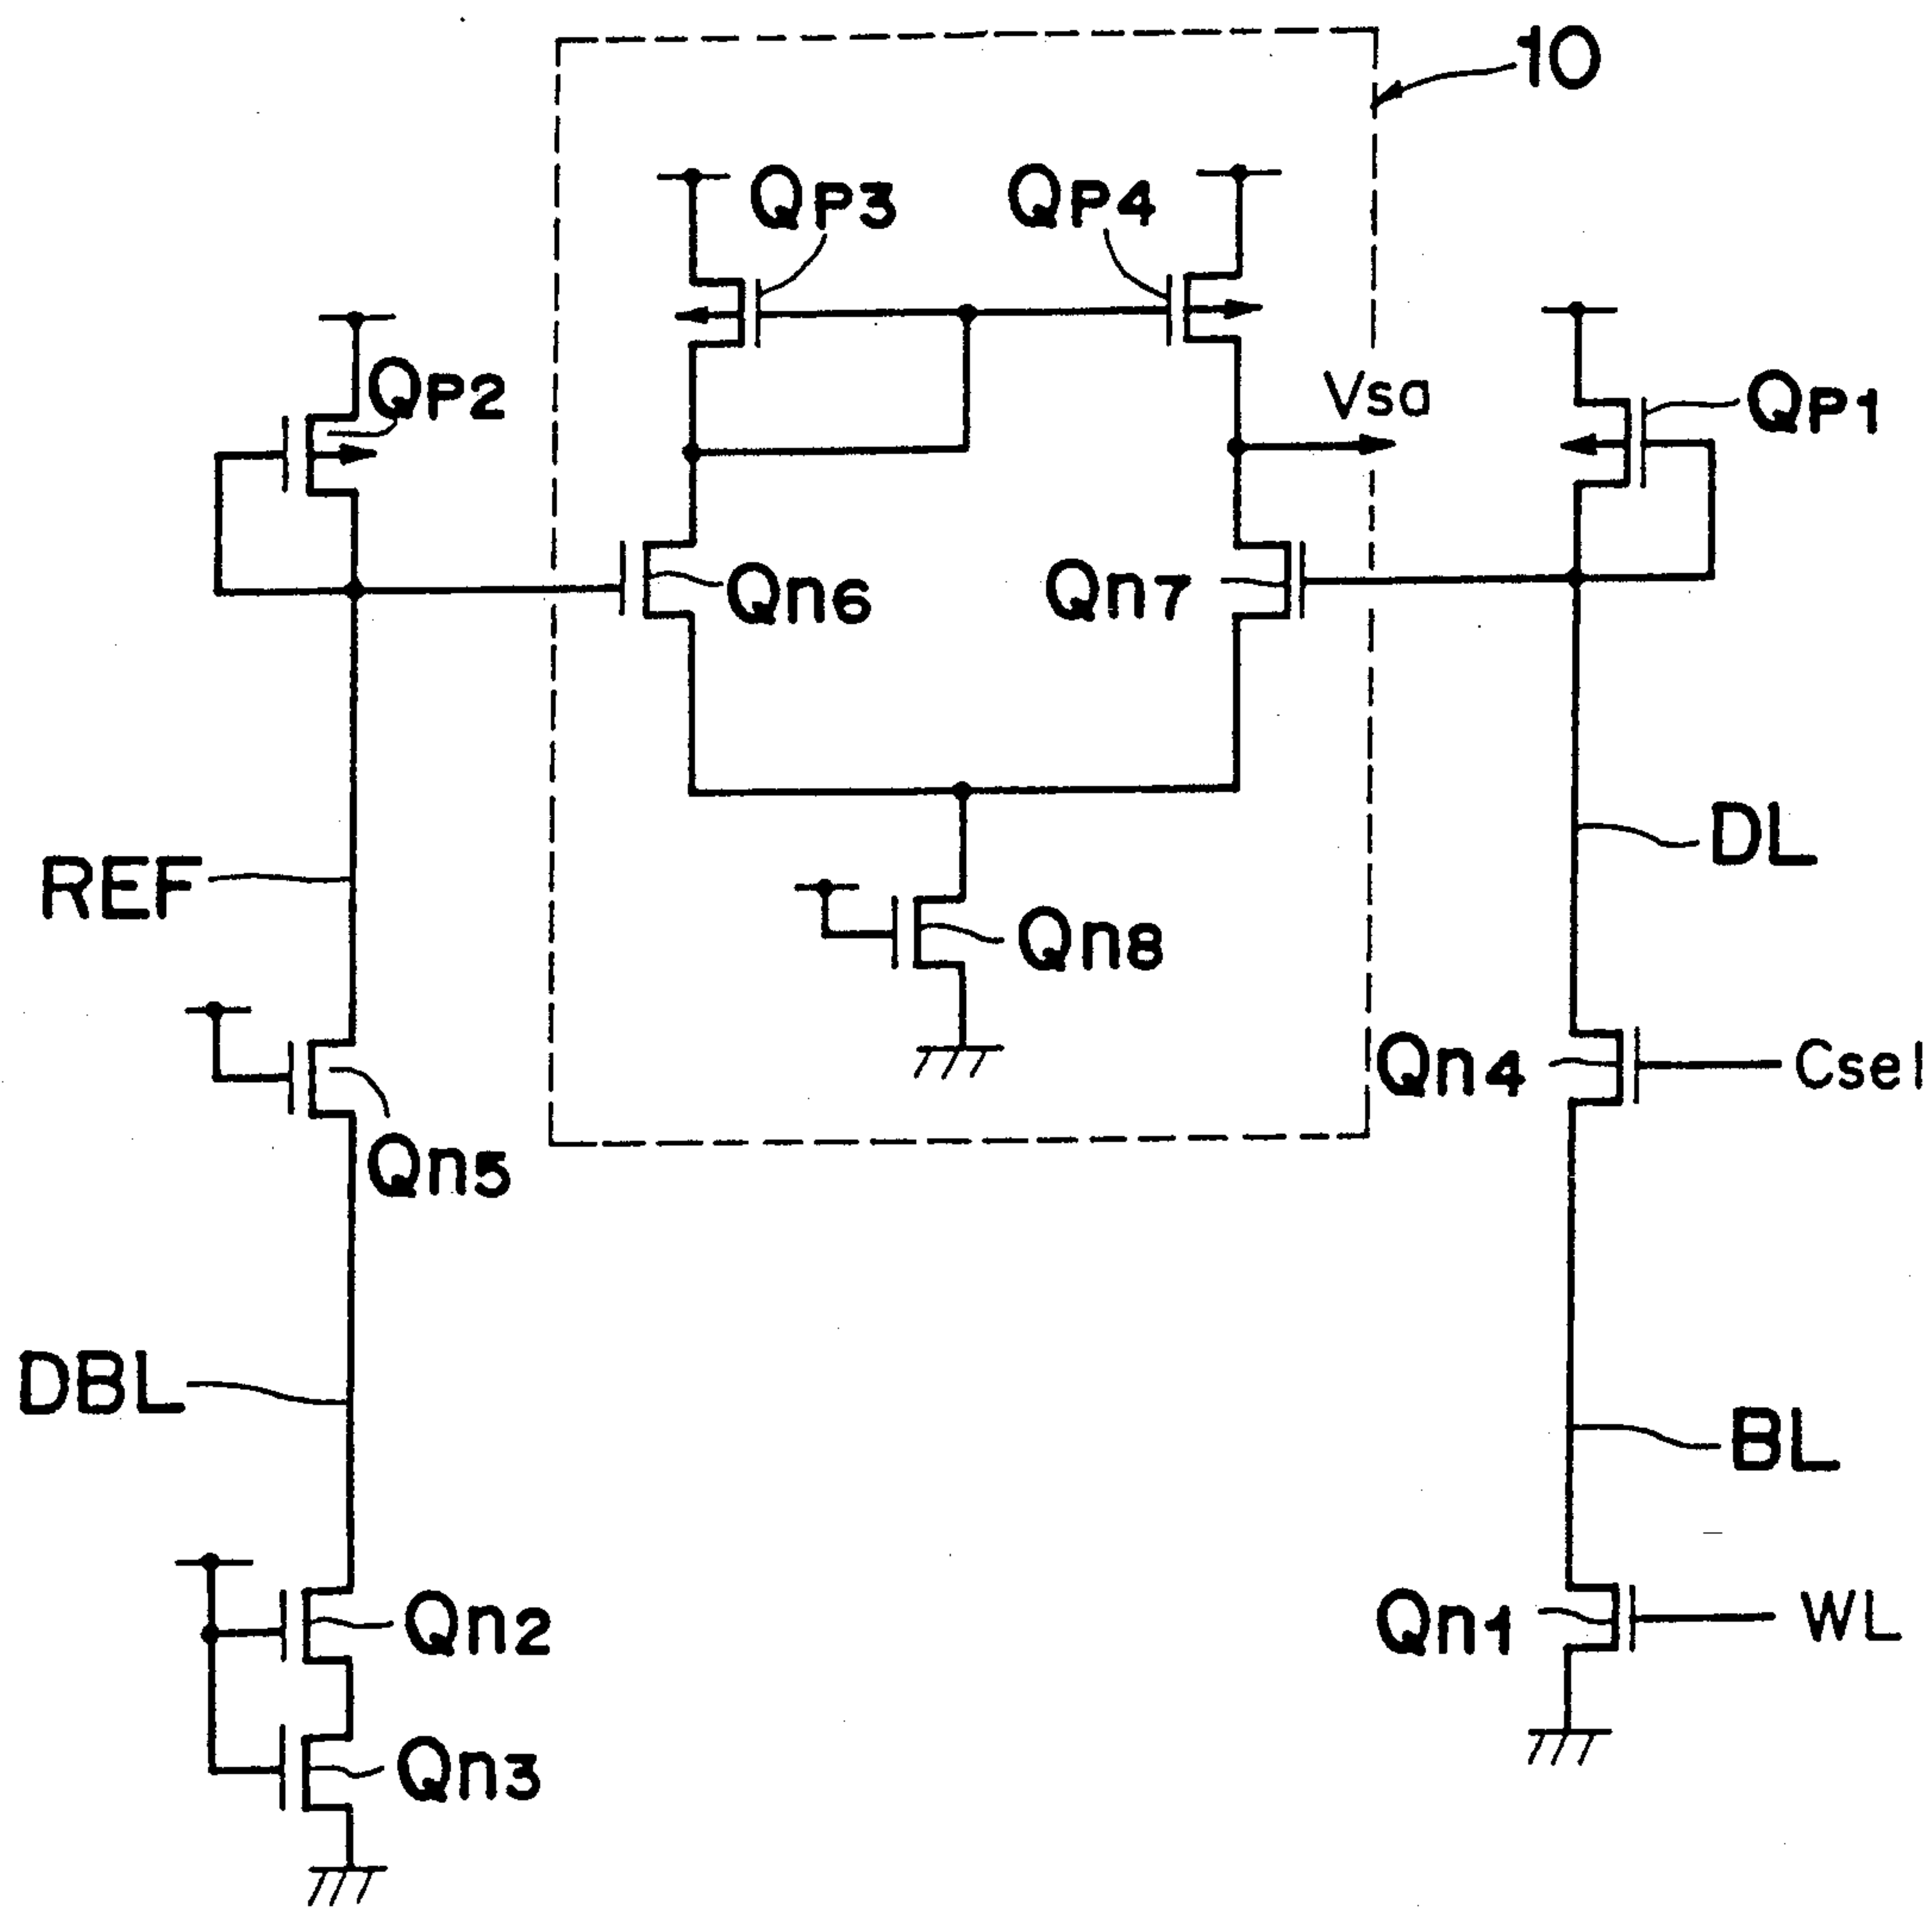 10
QP3
QP4
QP2
Vsa
QP1
Qn6
Qn7
DL
REF
Qn8
Qn4
Csel
Qn5
DBL
BL
Qn2
Qn1
WL
Qn3